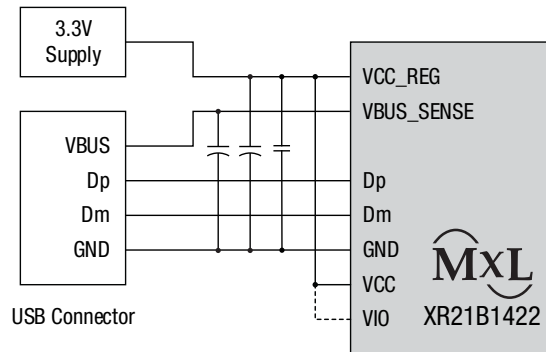 3.3V
Supply
VCC_REG
VBUS_SENSE
VBUS
Dp
Dm
GND
Dp
Dm
GND
VCC
VIO
MxL
XR21B1422
USB Connector